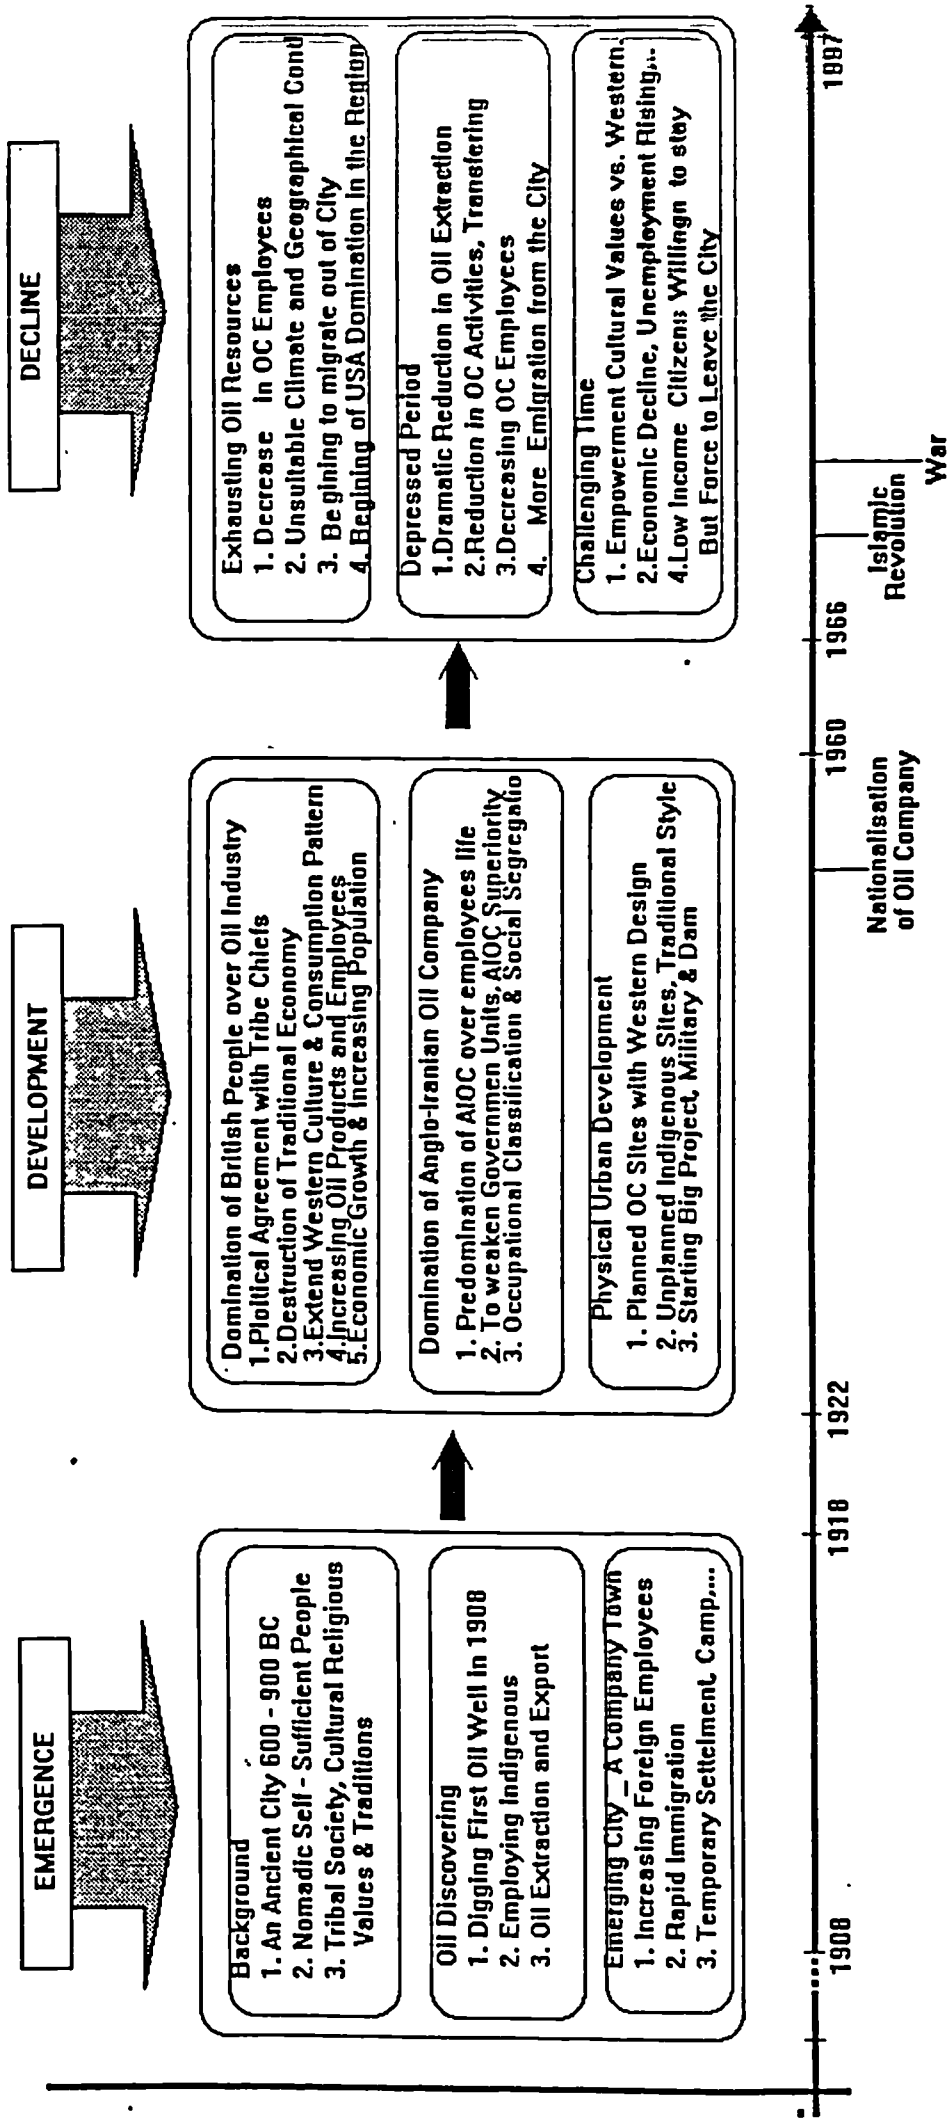 EMERGENCE
Background
1. An Ancient City 600 - 900 BC
2. Nomadic Self - Sufficient People
3. Tribal Society, Cultural Religious
Values & Traditions
Oil Discovering
1. Digging First Oil Well In 1908
2. Employing Indigenous
3. Oil Extraction and Export
Emerging City _ A Company Town
1. Increasing Foreign Employees
2. Rapid Immigration
3. Temporary Settelment, Camp,...
DEVELOPMENT
Domination of British People over Oil Industry
1.Ploitical Agreement with Tribe Chiefs
2.Destruction of Traditional Economy
3.Extend Western Culture & Consumption Pattern
4.Increasing Oil Products and Employees
5.Economic Growth & Increasing Population
Domination of Anglo-Iranian Oil Company
1. Predomination of AIOC over employees life
2. To weaken Governmen Units, AIOC Superiority
3. Occupational Classification & Social Segregatio
Physical Urban Development
1. Planned OC Sites with Western Design
2. Unplanned Indigenous Sites, Traditional Style
3. Starting Big Project, Military & Dam
DECLINE
Exhausting Oil Resources
1. Decrease In OC Employees
2. Unsuitable Climate and Geographical Cond
3. Be gining to migrate out of City
4. Begining of USA Domination in the Region
Depressed Period
1.Dramatic Reduction in Oil Extraction
2.Reduction in OC Activities, Transfering
3.Decreasing OC Employees
4. More Emigration from the City
Challenging Time
1. Empowerment Cultural Values vs. Western.
2.Economic Decline, Unemployment Rising,..
4.Low Income Citizens Willingn to stay
But Force to Leave the City
1908
1918
1922
1960
1966
1997
Nationalisation
of Oil Company
Islamic
Revolution
War